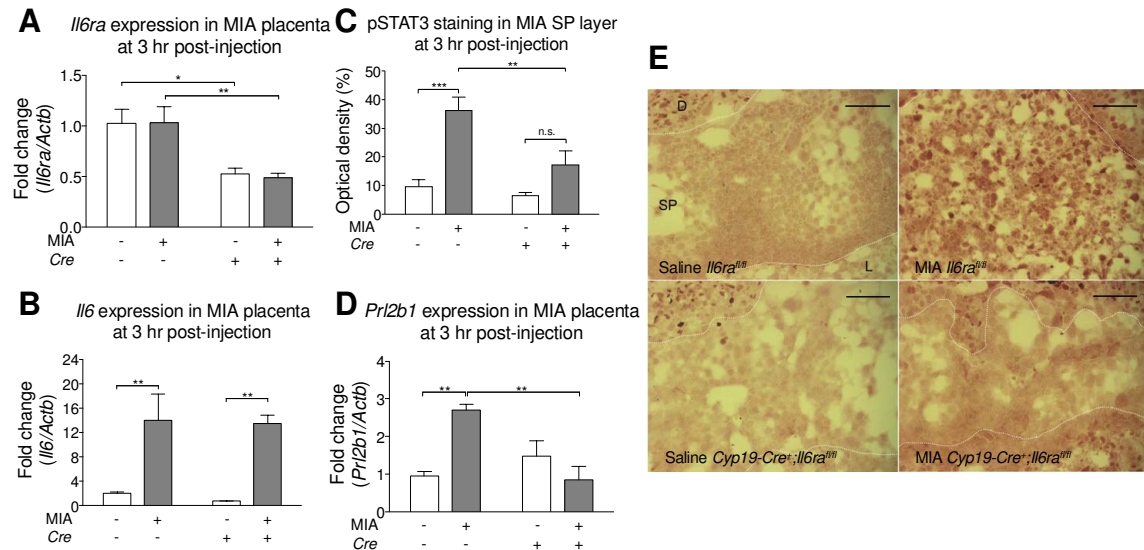 A
Il6ra expression in MIA placenta
at 3 hr post-injection
Fold change
(Il6ra/Actb)
1.5
1.0
0.5
0.0
*
**
MIA - + - +
Cre - - + +
B
Il6 expression in MIA placenta
at 3 hr post-injection
Fold change
(Il6/Actb)
24
20
16
12
8
4
0
**
**
MIA - + - +
Cre - - + +
C
pSTAT3 staining in MIA SP layer
at 3 hr post-injection
Optical density (%)
50
40
30
20
10
0
***
**
n.s.
MIA - + - +
Cre - - + +
D
Prl2b1 expression in MIA placenta
at 3 hr post-injection
Fold change
(Prl2b1/Actb)
4
3
2
1
0
**
**
MIA - + - +
Cre - - + +
E
D
SP
L
Saline Il6rafl/fl
MIA Il6rafl/fl
Saline Cyp19-Cre+;Il6rafl/fl
MIA Cyp19-Cre+;Il6rafl/fl